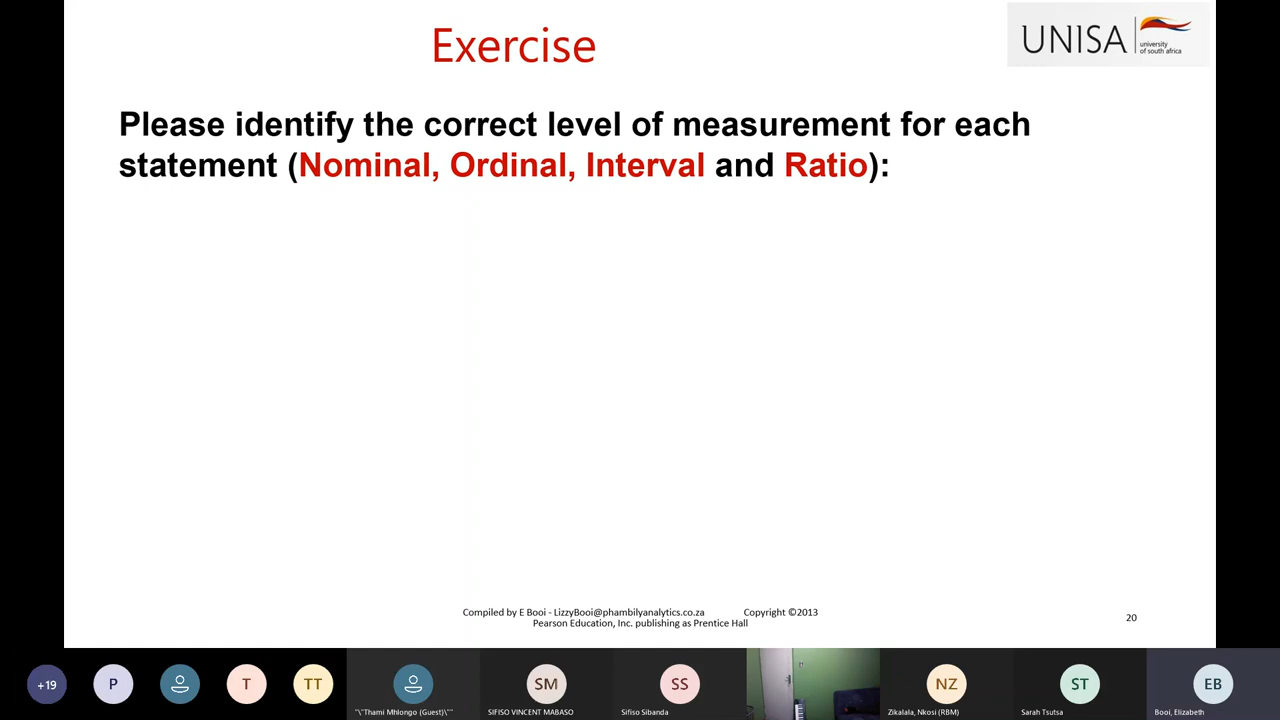 Exercise
UNISA
university
of south africa
Please identify the correct level of measurement for each
statement (Nominal, Ordinal, Interval and Ratio):
Compiled by E Booi - LizzyBooi@phambilyanalytics.co.za Copyright ©2013
Pearson Education, Inc. publishing as Prentice Hall
20
+19
P
T
TT
SM
SS
NZ
ST
EB
"\"Thami Mhlongo (Guest)\""
SIFISO VINCENT MABASO
Sifiso Sibanda
Zikalala, Nkosi (RBM)
Sarah Tsutsa
Booi, Elizabeth